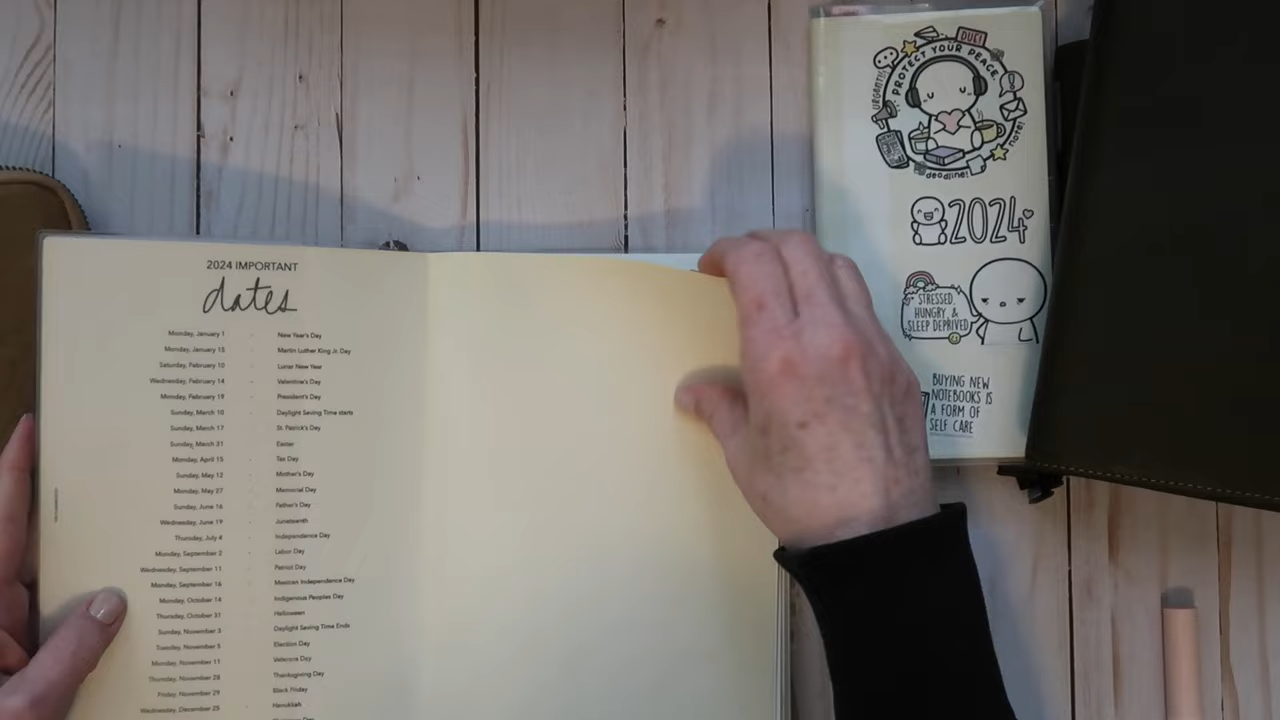 2024 IMPORTANT
dates
Monday, January 1 - New Year's Day
Monday, January 15 - Martin Luther King Jr. Day
Saturday, February 10 - Lunar New Year
Wednesday, February 14 - Valentine's Day
Monday, February 19 - President's Day
Sunday, March 10 - Daylight Saving Time starts
Sunday, March 17 - St. Patrick's Day
Sunday, March 31 - Easter
Monday, April 15 - Tax Day
Sunday, May 12 - Mother's Day
Monday, May 27 - Memorial Day
Sunday, June 16 - Father's Day
Wednesday, June 19 - Juneteenth
Thursday, July 4 - Independence Day
Monday, September 2 - Labor Day
Wednesday, September 11 - Patriot Day
Monday, September 16 - Mexican Independence Day
Monday, October 14 - Indigenous Peoples Day
Thursday, October 31 - Halloween
Sunday, November 3 - Daylight Saving Time Ends
Tuesday, November 5 - Election Day
Monday, November 11 - Veterans Day
Thursday, November 28 - Thanksgiving Day
Friday, November 29 - Black Friday
Wednesday, December 25 - Hanukkah
DUE!
PROTECT YOUR PEACE
URGENT!!
note!
deadline!
2024
STRESSED,
HUNGRY, &
SLEEP DEPRIVED
BUYING NEW
NOTEBOOKS IS
A FORM OF
SELF CARE